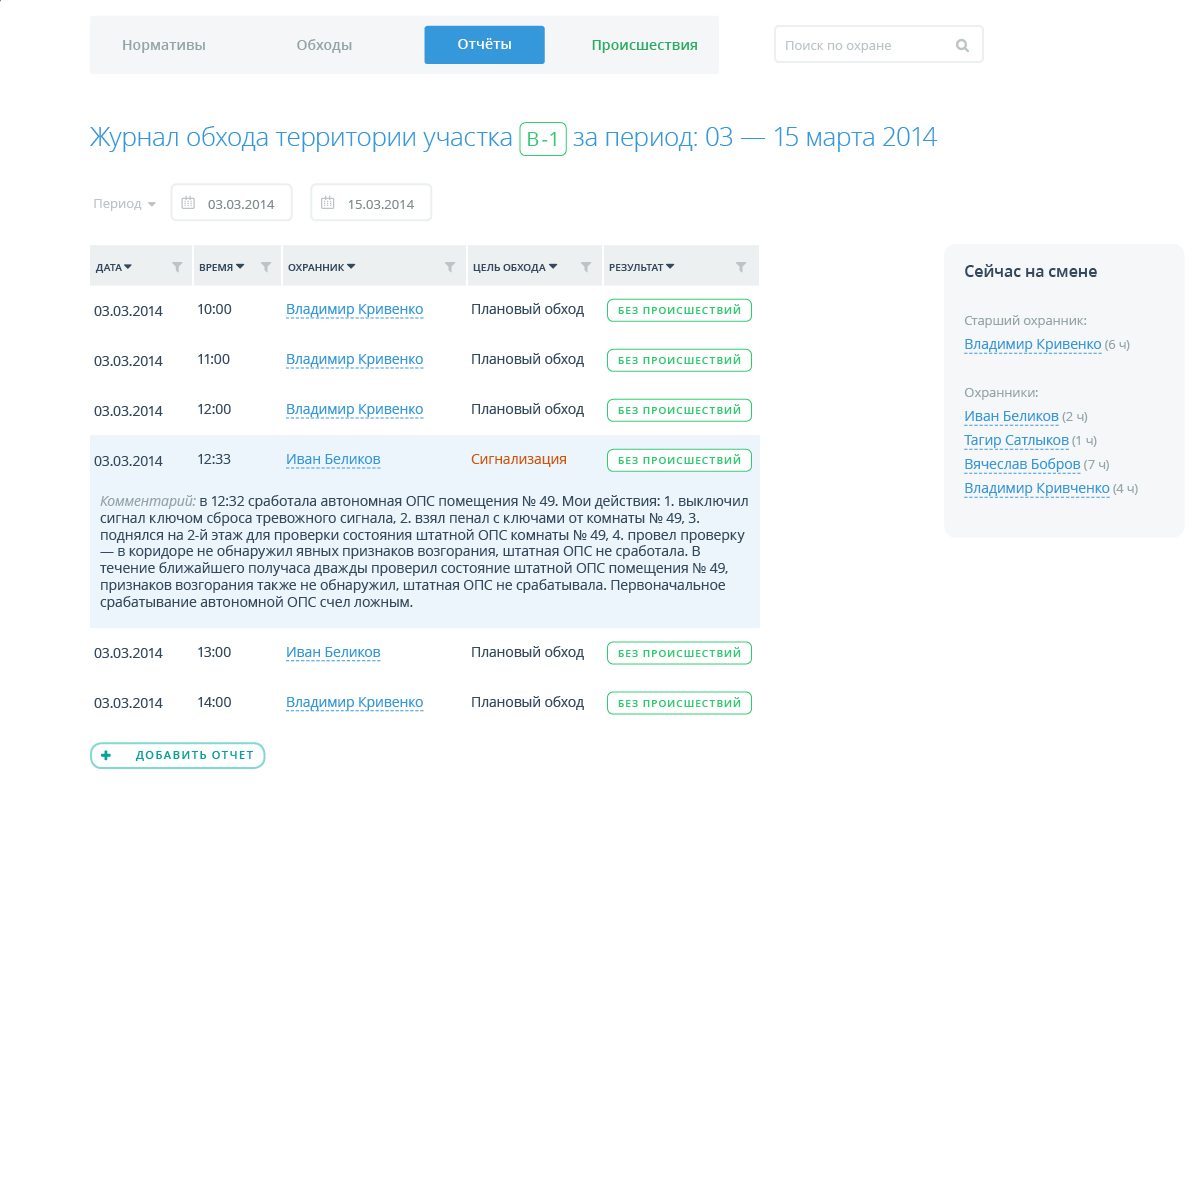 Нормативы Обходы Отчёты Происшествия Поиск по охране
Журнал обхода территории участка В-1 за период: 03 — 15 марта 2014
Период 03.03.2014 15.03.2014
ДАТА ВРЕМЯ ОХРАННИК ЦЕЛЬ ОБХОДА РЕЗУЛЬТАТ
03.03.2014 10:00 Владимир Кривенко Плановый обход БЕЗ ПРОИСШЕСТВИЙ
03.03.2014 11:00 Владимир Кривенко Плановый обход БЕЗ ПРОИСШЕСТВИЙ
03.03.2014 12:00 Владимир Кривенко Плановый обход БЕЗ ПРОИСШЕСТВИЙ
03.03.2014 12:33 Иван Беликов Сигнализация БЕЗ ПРОИСШЕСТВИЙ
Комментарий: в 12:32 сработала автономная ОПС помещения № 49. Мои действия: 1. выключил
сигнал ключом сброса тревожного сигнала, 2. взял пенал с ключами от комнаты № 49, 3.
поднялся на 2-й этаж для проверки состояния штатной ОПС комнаты № 49, 4. провел проверку
— в коридоре не обнаружил явных признаков возгорания, штатная ОПС не сработала. В
течение ближайшего получаса дважды проверил состояние штатной ОПС помещения № 49,
признаков возгорания также не обнаружил, штатная ОПС не срабатывала. Первоначальное
срабатывание автономной ОПС счел ложным.
03.03.2014 13:00 Иван Беликов Плановый обход БЕЗ ПРОИСШЕСТВИЙ
03.03.2014 14:00 Владимир Кривенко Плановый обход БЕЗ ПРОИСШЕСТВИЙ
ДОБАВИТЬ ОТЧЕТ
Сейчас на смене
Старший охранник:
Владимир Кривенко (6 ч)
Охранники:
Иван Беликов (2 ч)
Тагир Сатлыков (1 ч)
Вячеслав Бобров (7 ч)
Владимир Кривченко (4 ч)